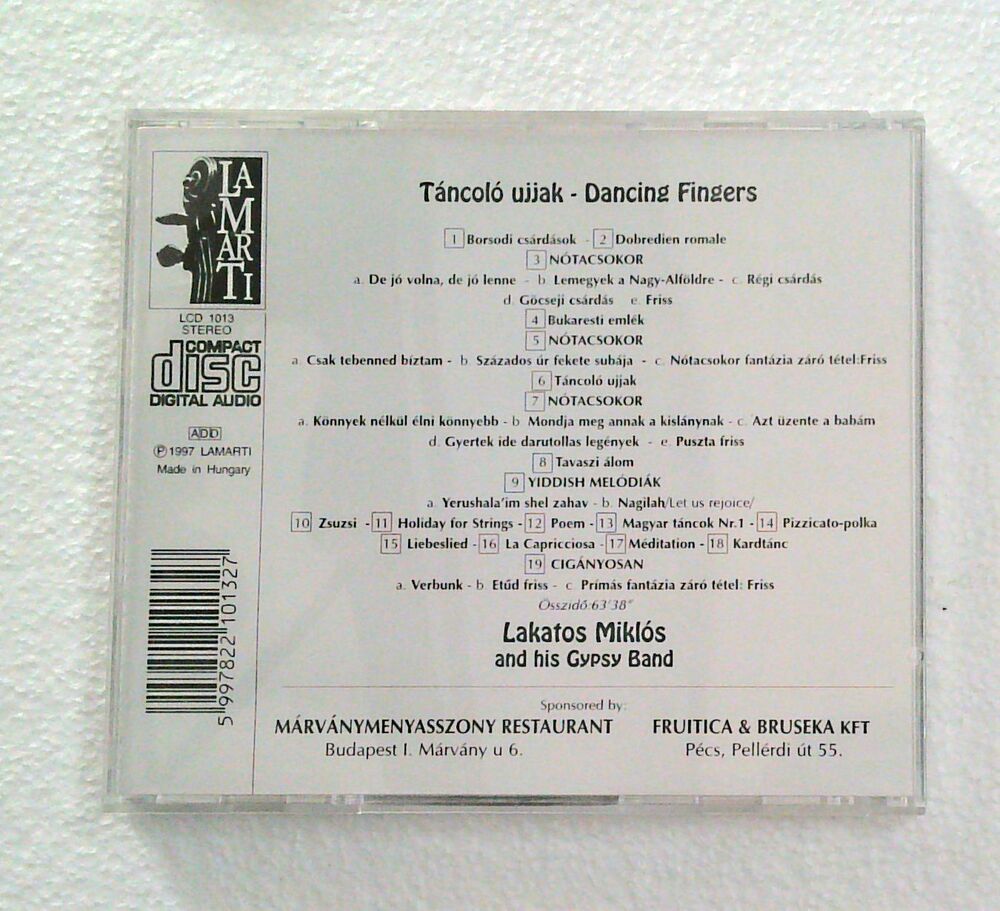 LA
MAR
TI
LCD 1013
STEREO
COMPACT
disc
DIGITAL AUDIO
ADD
Ⓟ1997 LAMARTI
Made in Hungary
5 997822 101327
Táncoló ujjak - Dancing Fingers
1 Borsodi csárdások - 2 Dobredien romale
3 NÓTACSOKOR
a. De jó volna, de jó lenne - b Lemegyek a Nagy-Alföldre - c. Régi csárdás
d. Göcseji csárdás e. Friss
4 Bukaresti emlék
5 NÓTACSOKOR
a. Csak tebenned bíztam - b. Százados úr fekete subája - c. Nótacsokor fantázia záró tétel:Friss
6 Táncoló ujjak
7 NÓTACSOKOR
a. Könnyek nélkül élni könnyebb - b Mondja meg annak a kislánynak - c. Azt üzente a babám
d. Gyertek ide darutollas legények - e. Puszta friss
8 Tavaszi álom
9 YIDDISH MELÓDIÁK
a. Yerushala'im shel zahav - b. Nagilah/Let us rejoice/
10 Zsuzsi - 11 Holiday for Strings - 12 Poem - 13 Magyar táncok Nr.1 - 14 Pizzicato-polka
15 Liebeslied - 16 La Capricciosa - 17 Méditation - 18 Kardtánc
19 CIGÁNYOSAN
a. Verbunk - b Etűd friss - c. Prímás fantázia záró tétel: Friss
Összidő:63'38"
Lakatos Miklós
and his Gypsy Band
Sponsored by:
MÁRVÁNYMENYASSZONY RESTAURANT FRUITICA & BRUSEKA KFT
Budapest I. Márvány u 6. Pécs, Pellérdi út 55.